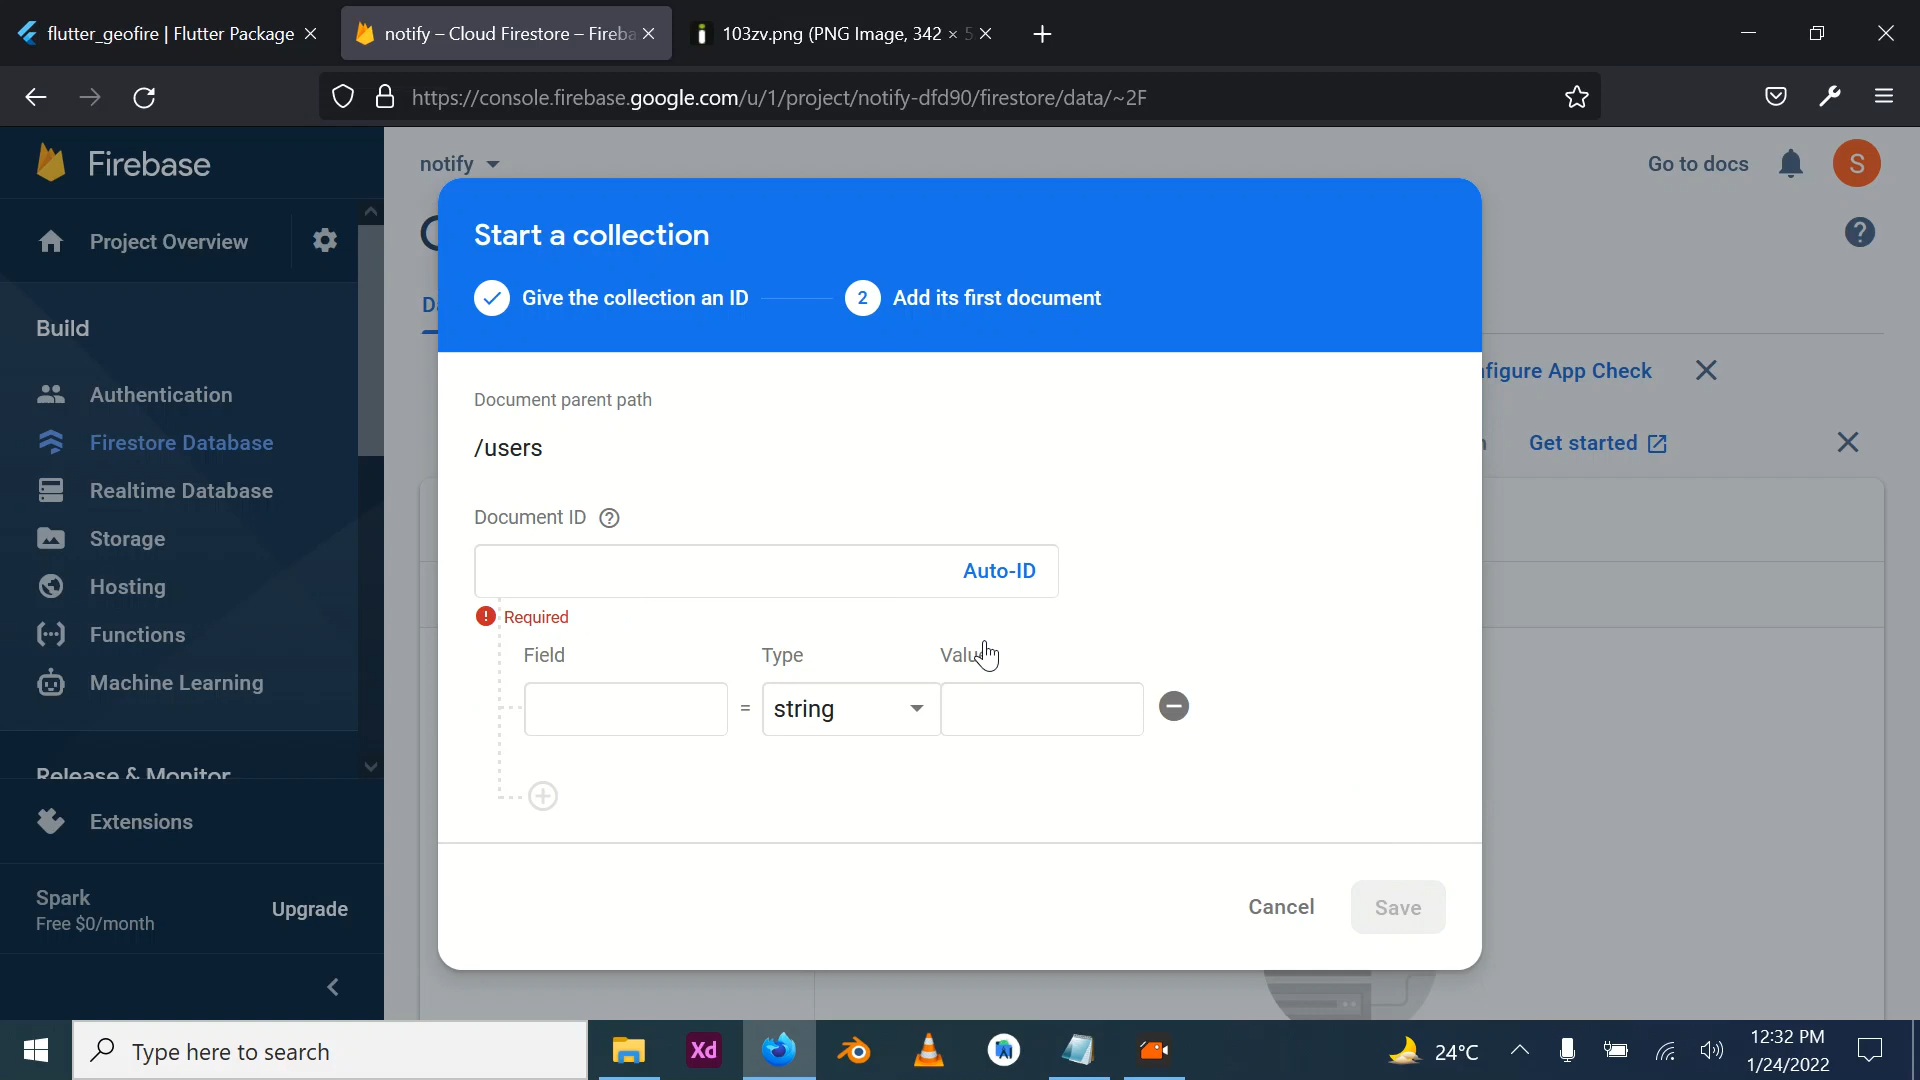 flutter_geofire | Flutter Package
notify – Cloud Firestore – Fireba
103zv.png (PNG Image, 342 × 5
https://console.firebase.google.com/u/1/project/notify-dfd90/firestore/data/~2F
Firebase
notify
Go to docs
S
Project Overview
Start a collection
Give the collection an ID
2
Add its first document
Build
Authentication
Firestore Database
Realtime Database
Storage
Hosting
Functions
Machine Learning
Release & Monitor
Extensions
Spark
Free $0/month
Upgrade
figure App Check
Get started
Document parent path
/users
Document ID
Auto-ID
Required
Field
Type
Valu
= string
Cancel
Save
Type here to search
Xd
24°C
12:32 PM
1/24/2022